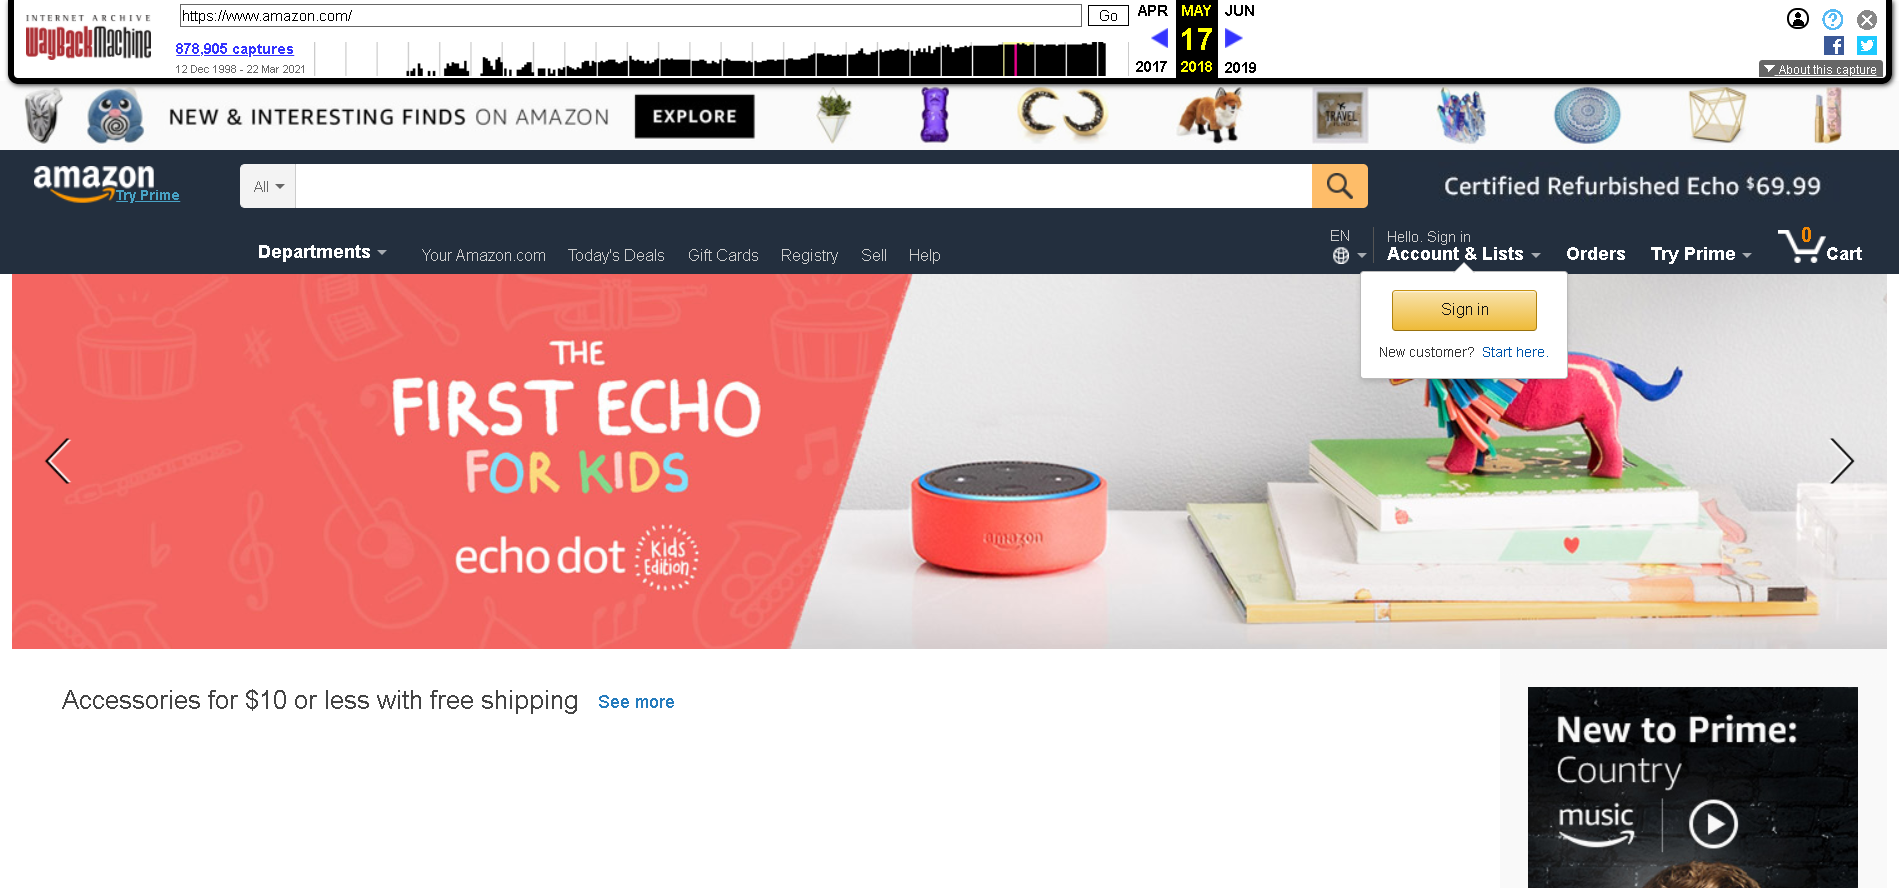 INTERNET ARCHIVE
WayBackMachine
https://www.amazon.com/
Go
APR MAY JUN
17
2017 2018 2019
878,905 captures
12 Dec 1998 - 22 Mar 2021
About this capture
NEW & INTERESTING FINDS ON AMAZON EXPLORE
TRAVEL
amazon
Try Prime
All
Certified Refurbished Echo $69.99
Departments
Your Amazon.com Today's Deals Gift Cards Registry Sell Help
EN
Hello. Sign in
Account & Lists
Orders
Try Prime
0
Cart
Sign in
New customer? Start here.
THE
FIRST ECHO
FOR KIDS
echo dot
Kids
Edition
amazon
Accessories for $10 or less with free shipping See more
New to Prime:
Country
music